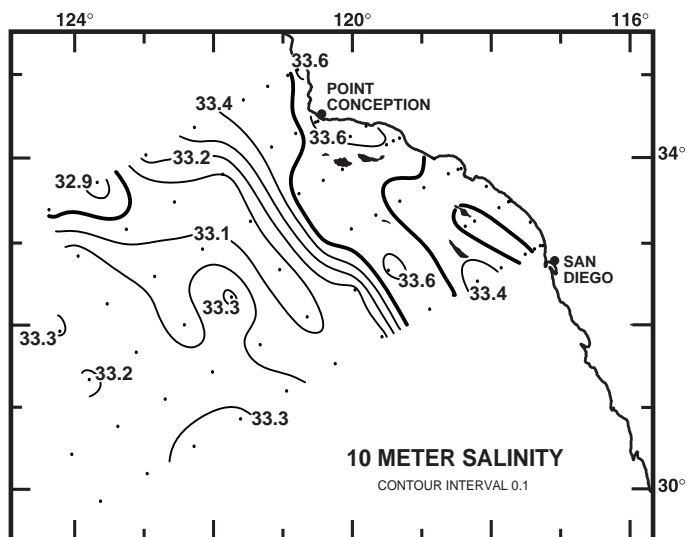 124°
120°
116°
33.6
POINT
CONCEPTION
33.4
33.6
34°
33.2
32.9
33.1
SAN
DIEGO
33.6
33.4
33.3
33.3
33.2
33.3
10 METER SALINITY
CONTOUR INTERVAL 0.1
30°